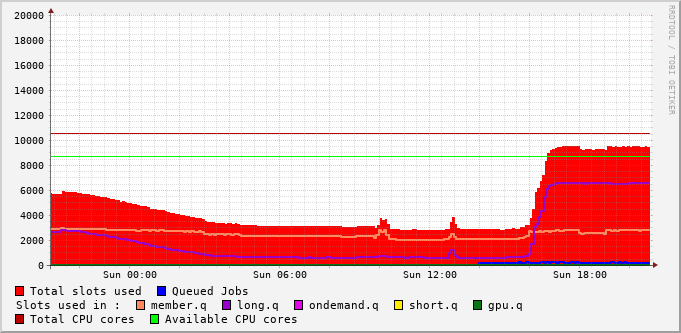 20000
18000
16000
14000
12000
10000
8000
6000
4000
2000
0
Sun 00:00 Sun 06:00 Sun 12:00 Sun 18:00
RRDTOOL / TOBI OETIKER
Total slots used Queued Jobs
Slots used in : member.q long.q ondemand.q short.q gpu.q
Total CPU cores Available CPU cores